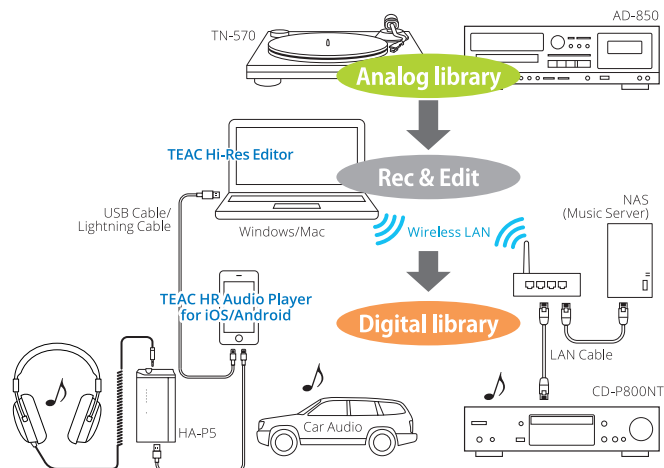 TN-570
AD-850
Analog library
TEAC Hi-Res Editor
Rec & Edit
USB Cable/
Lightning Cable
Windows/Mac
Wireless LAN
NAS
(Music Server)
TEAC HR Audio Player
for iOS/Android
Digital library
LAN Cable
HA-P5
Car Audio
CD-P800NT